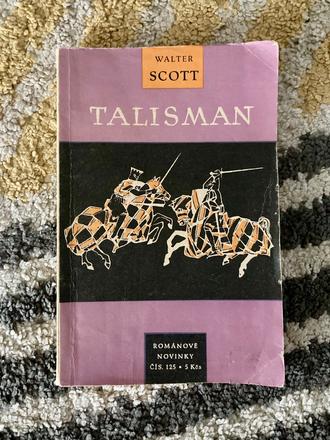 WALTER
SCOTT
TALISMAN
ROMÁNOVÉ
NOVINKY
ČÍS. 125 • 5 Kčs